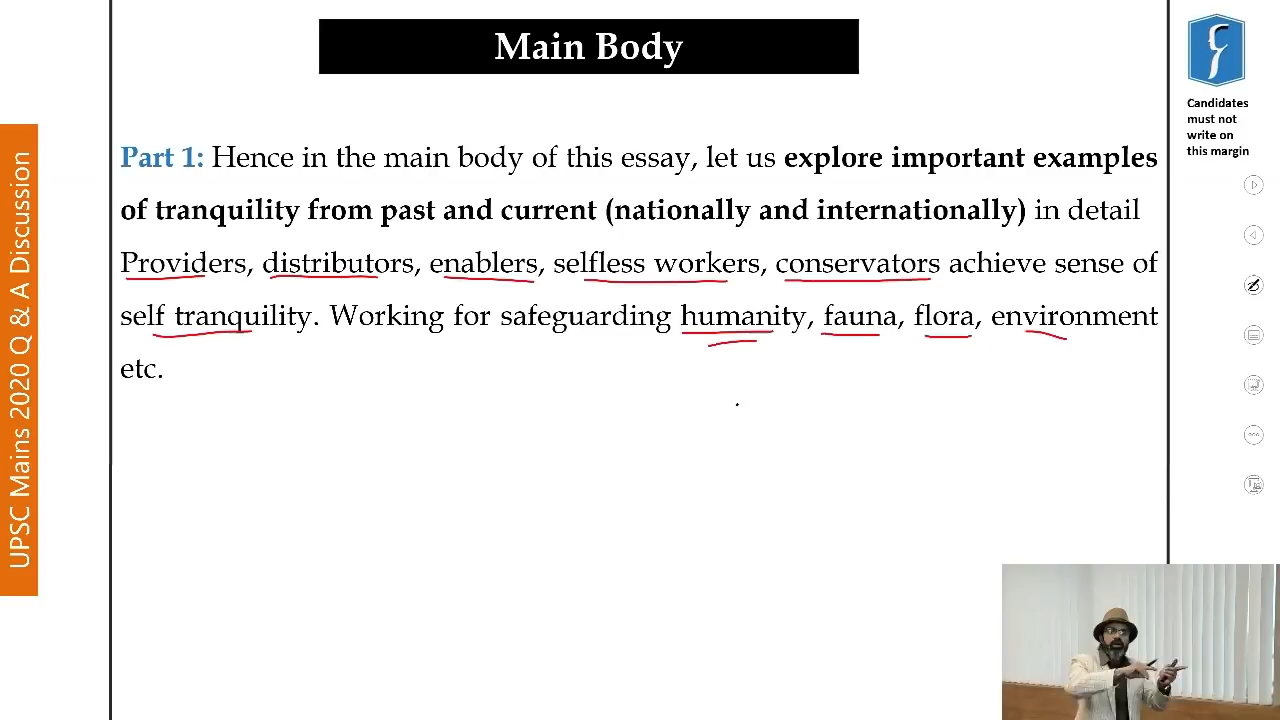 Main Body
Candidates
must not
write on
this margin
UPSC Mains 2020 Q & A Discussion
Part 1: Hence in the main body of this essay, let us explore important examples
of tranquility from past and current (nationally and internationally) in detail
Providers, distributors, enablers, selfless workers, conservators achieve sense of
self tranquility. Working for safeguarding humanity, fauna, flora, environment
etc.